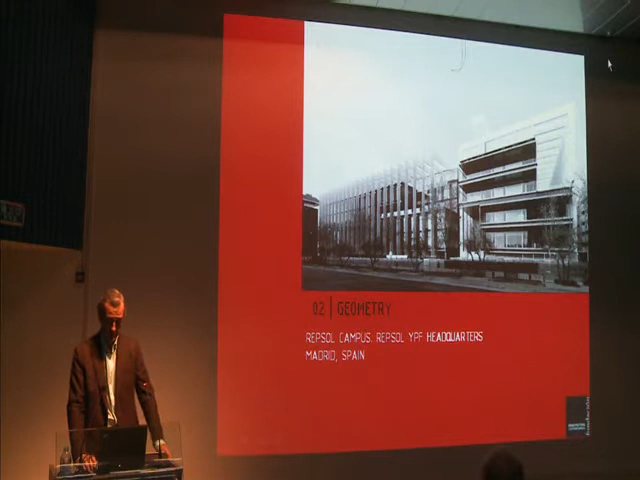 02 | GEOMETRY
REPSOL CAMPUS. REPSOL YPF HEADQUARTERS
MADRID, SPAIN